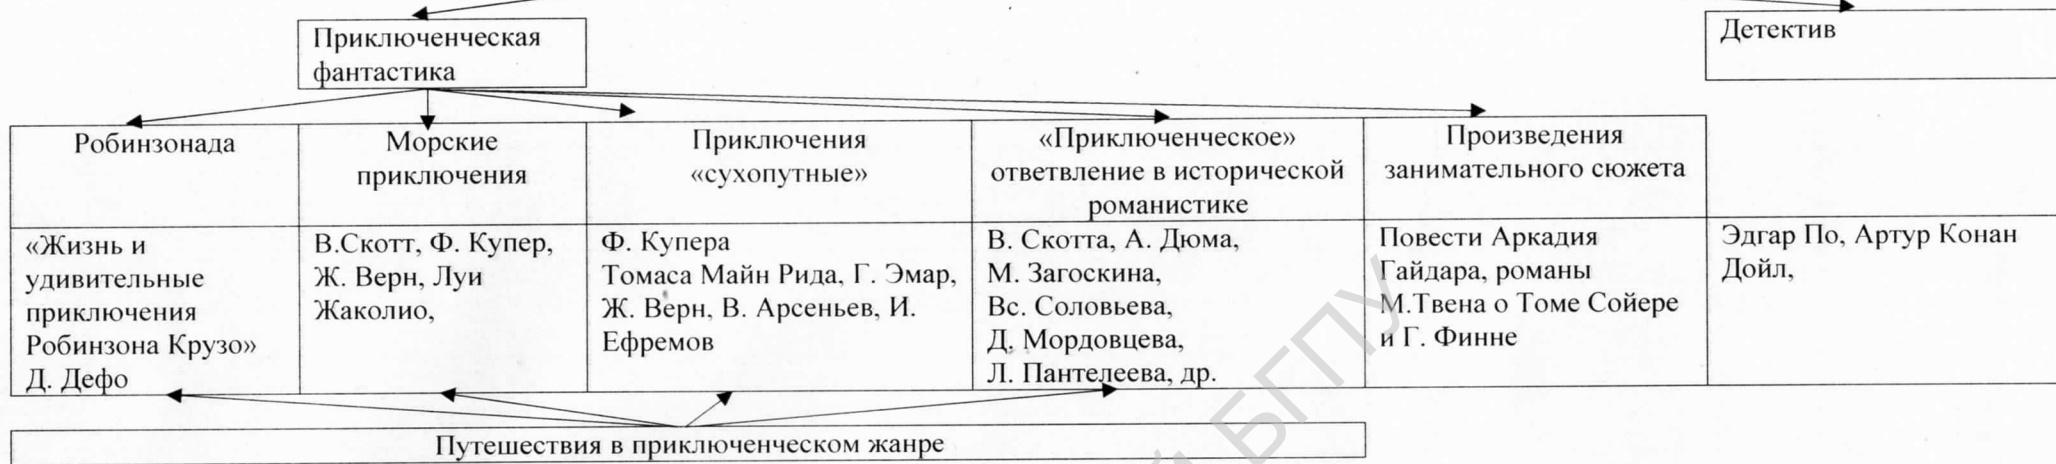 Приключенческая
фантастика
Детектив
Робинзонада
Морские
приключения
Приключения
«сухопутные»
«Приключенческое»
ответвление в исторической
романистике
Произведения
занимательного сюжета
«Жизнь и
удивительные
приключения
Робинзона Крузо»
Д. Дефо
В.Скотт, Ф. Купер,
Ж. Верн, Луи
Жаколио,
Ф. Купера
Томаса Майн Рида, Г. Эмар,
Ж. Верн, В. Арсеньев, И.
Ефремов
В. Скотта, А. Дюма,
М. Загоскина,
Вс. Соловьева,
Д. Мордовцева,
Л. Пантелеева, др.
Повести Аркадия
Гайдара, романы
М.Твена о Томе Сойере
и Г. Финне
Эдгар По, Артур Конан
Дойл,
Путешествия в приключенческом жанре
БГПУ